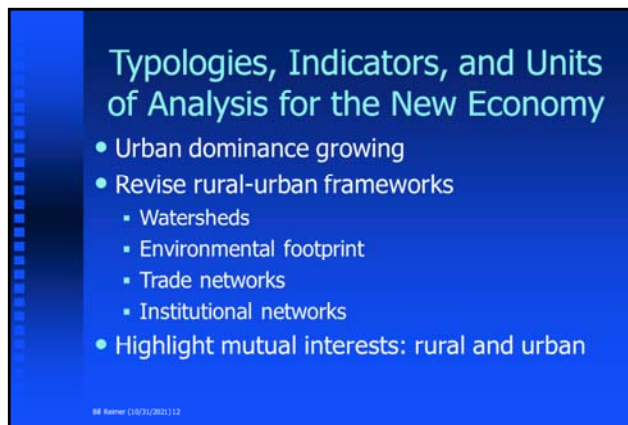 Typologies, Indicators, and Units
of Analysis for the New Economy
• Urban dominance growing
• Revise rural-urban frameworks
▪ Watersheds
▪ Environmental footprint
▪ Trade networks
▪ Institutional networks
• Highlight mutual interests: rural and urban
Bill Reimer (10/31/2021) 12